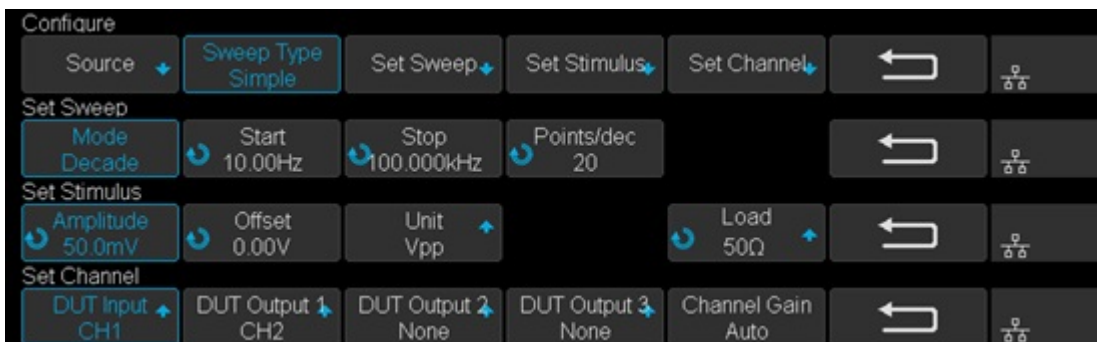 Configure
Source Sweep Type Simple Set Sweep Set Stimulus Set Channel
Set Sweep
Mode Decade Start 10.00Hz Stop 100.000kHz Points/dec 20
Set Stimulus
Amplitude 50.0mV Offset 0.00V Unit Vpp Load 50Ω
Set Channel
DUT Input CH1 DUT Output 1 CH2 DUT Output 2 None DUT Output 3 None Channel Gain Auto